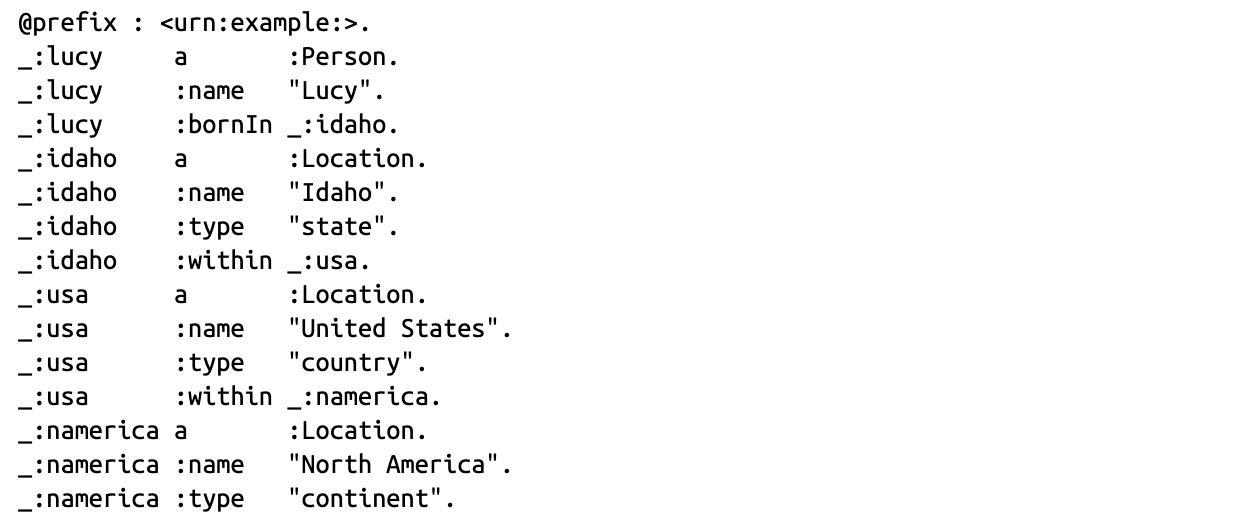 @prefix : <urn:example:>.
_:lucy     a       :Person.
_:lucy     :name   "Lucy".
_:lucy     :bornIn _:idaho.
_:idaho    a       :Location.
_:idaho    :name   "Idaho".
_:idaho    :type   "state".
_:idaho    :within _:usa.
_:usa      a       :Location.
_:usa      :name   "United States".
_:usa      :type   "country".
_:usa      :within _:namerica.
_:namerica a       :Location.
_:namerica :name   "North America".
_:namerica :type   "continent".